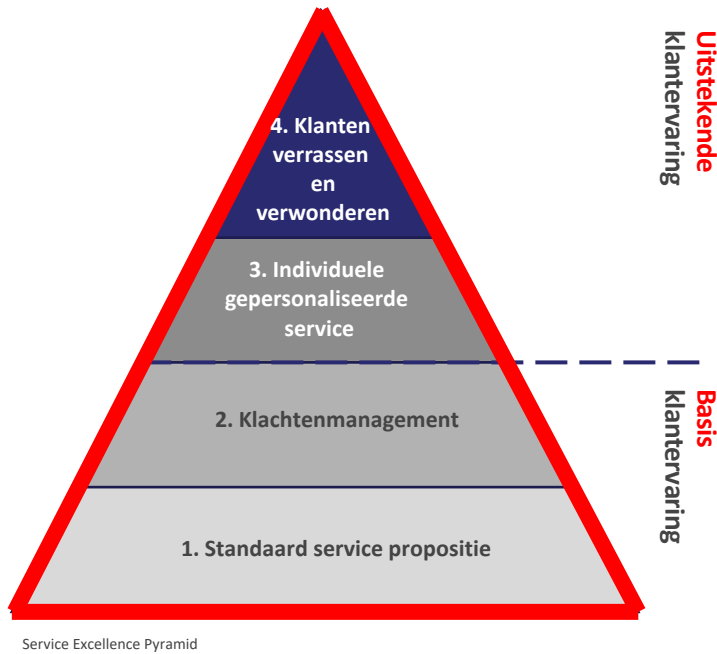 4. Klanten
verrassen
en
verwonderen
3. Individuele
gepersonaliseerde
service
2. Klachtenmanagement
1. Standaard service propositie
Uitstekende
klantervaring
Basis
klantervaring
Service Excellence Pyramid